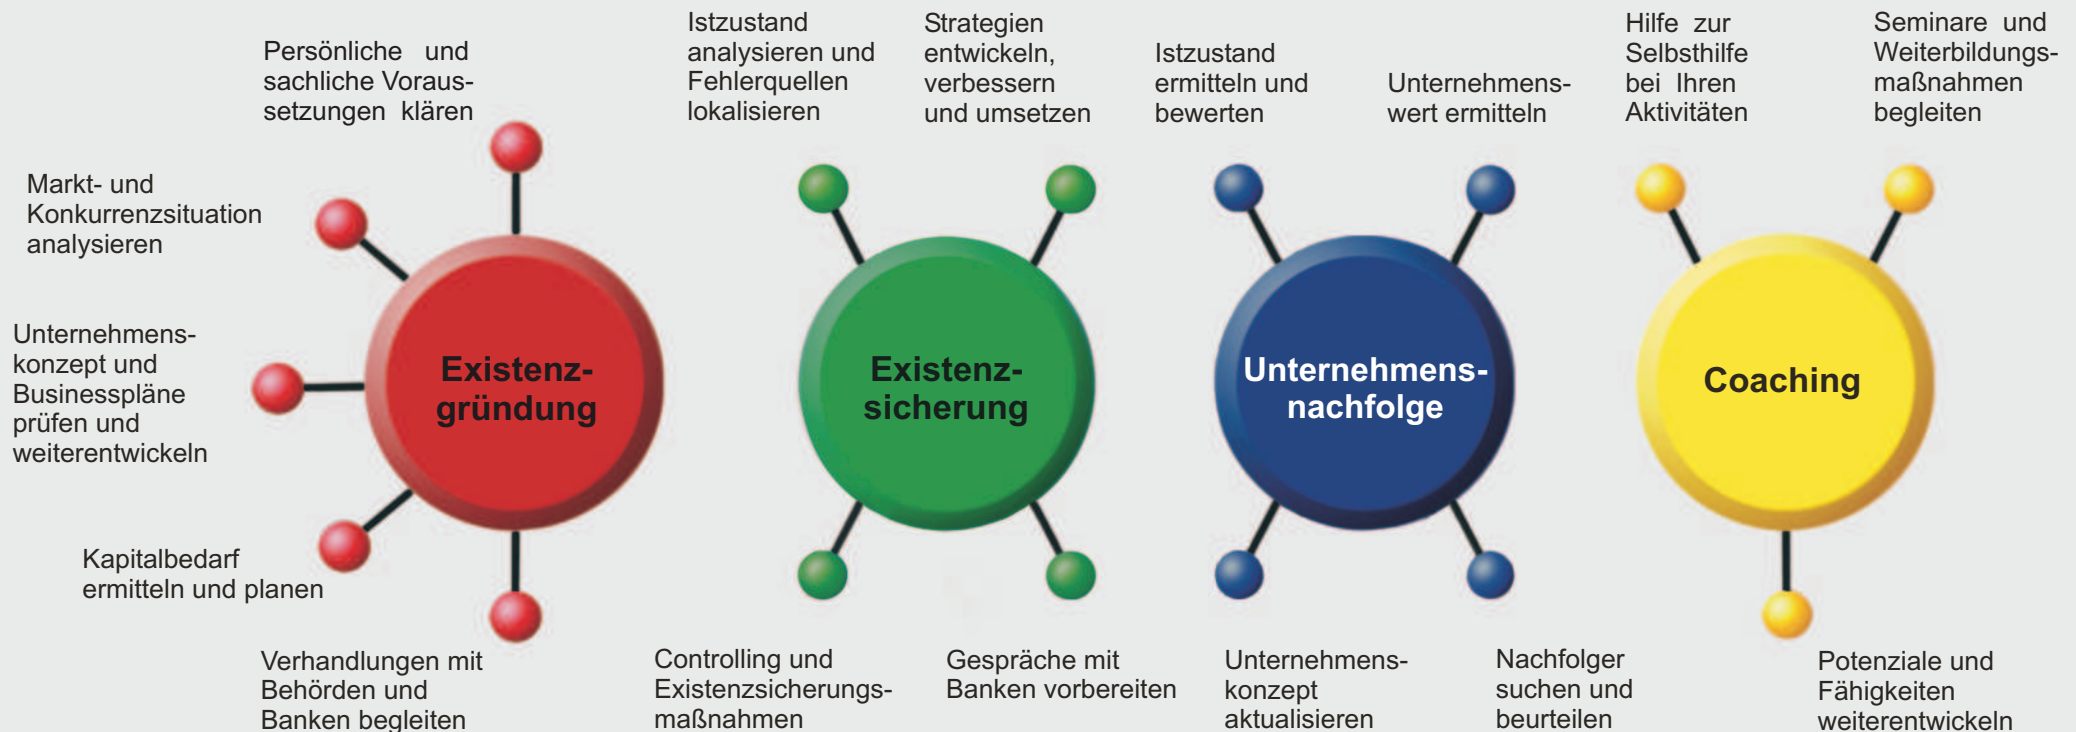 Persönliche und
sachliche Voraus-
setzungen klären
Markt- und
Konkurrenzsituation
analysieren
Unternehmens-
konzept und
Businesspläne
prüfen und
weiterentwickeln
Kapitalbedarf
ermitteln und planen
Verhandlungen mit
Behörden und
Banken begleiten
Existenz-
gründung
Istzustand
analysieren und
Fehlerquellen
lokalisieren
Strategien
entwickeln,
verbessern
und umsetzen
Existenz-
sicherung
Controlling und
Existenzsicherungs-
maßnahmen
Gespräche mit
Banken vorbereiten
Istzustand
ermitteln und
bewerten
Unternehmens-
wert ermitteln
Unternehmens-
nachfolge
Unternehmens-
konzept
aktualisieren
Nachfolger
suchen und
beurteilen
Hilfe zur
Selbsthilfe
bei Ihren
Aktivitäten
Seminare und
Weiterbildungs-
maßnahmen
begleiten
Coaching
Potenziale und
Fähigkeiten
weiterentwickeln